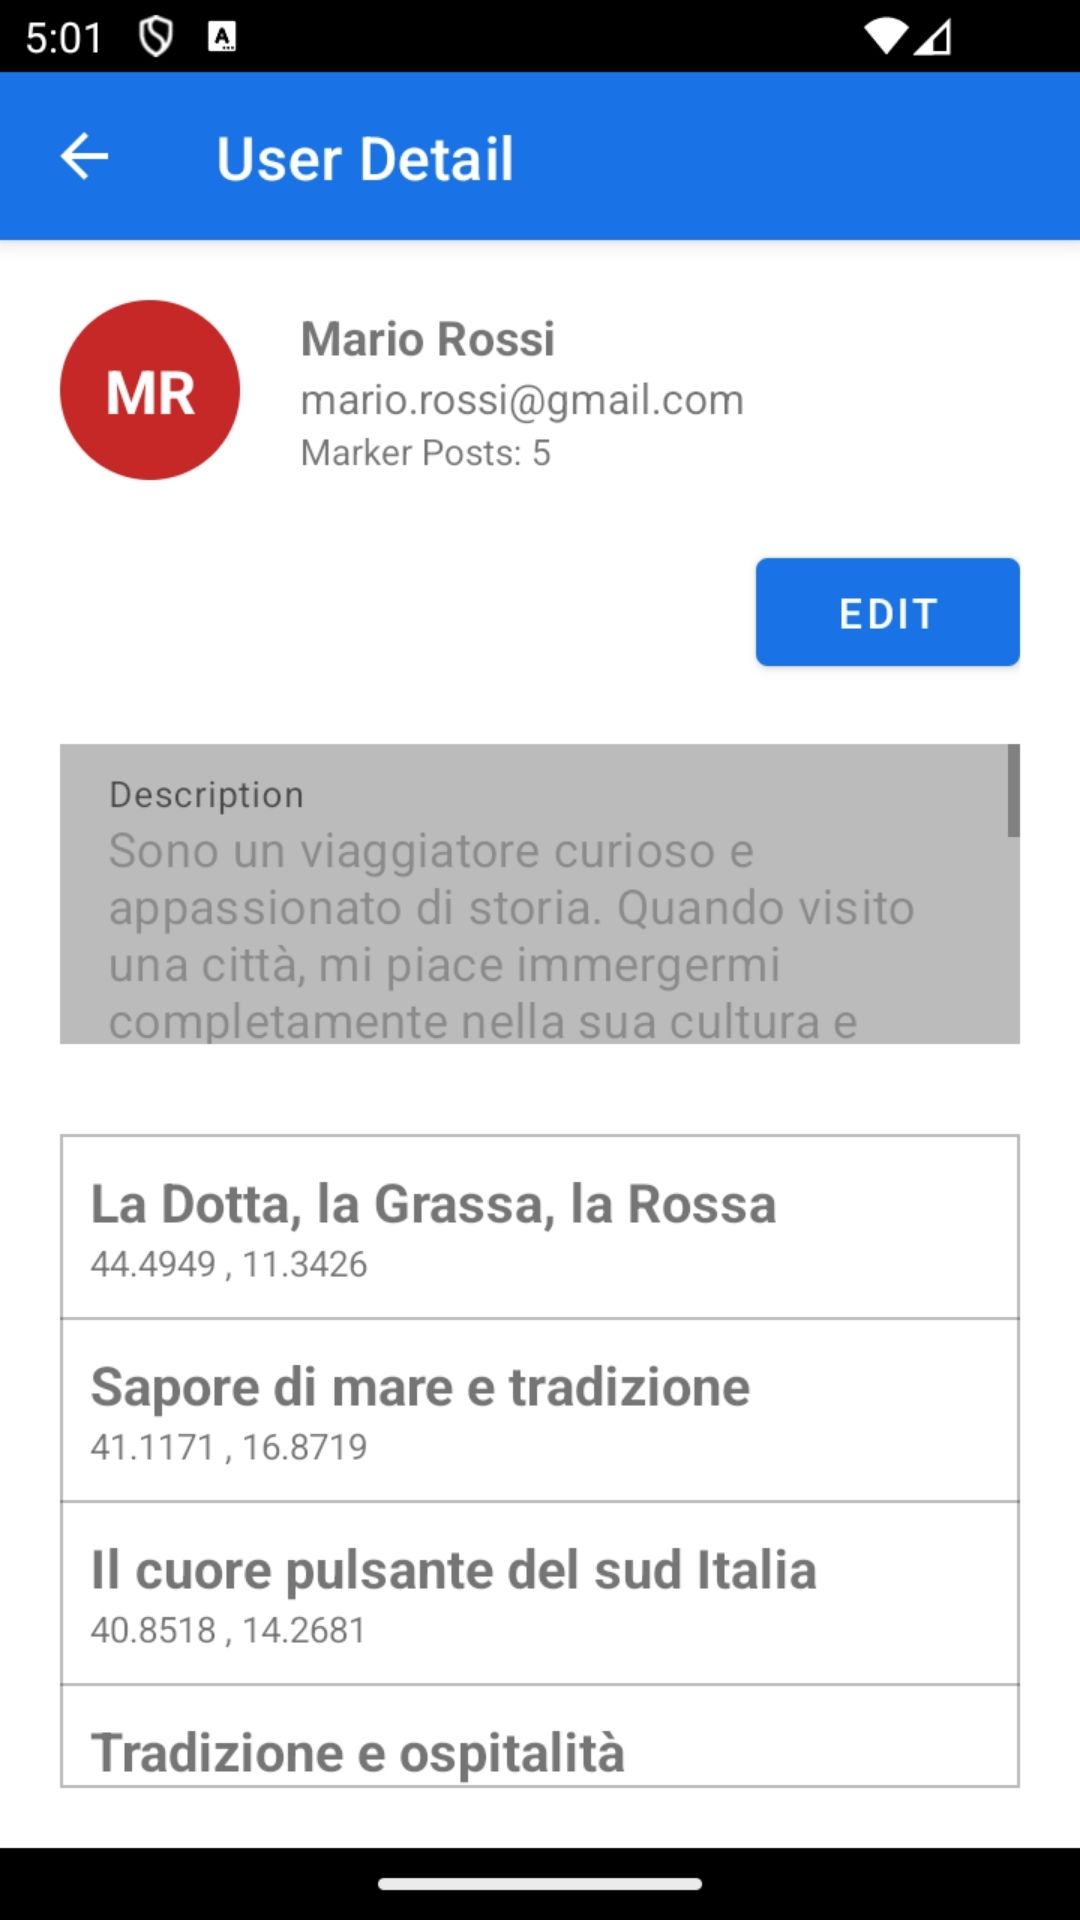 5:01
A
User Detail
MR
Mario Rossi
mario.rossi@gmail.com
Marker Posts: 5
EDIT
Description
Sono un viaggiatore curioso e
appassionato di storia. Quando visito
una città, mi piace immergermi
completamente nella sua cultura e
La Dotta, la Grassa, la Rossa
44.4949 , 11.3426
Sapore di mare e tradizione
41.1171 , 16.8719
Il cuore pulsante del sud Italia
40.8518 , 14.2681
Tradizione e ospitalità